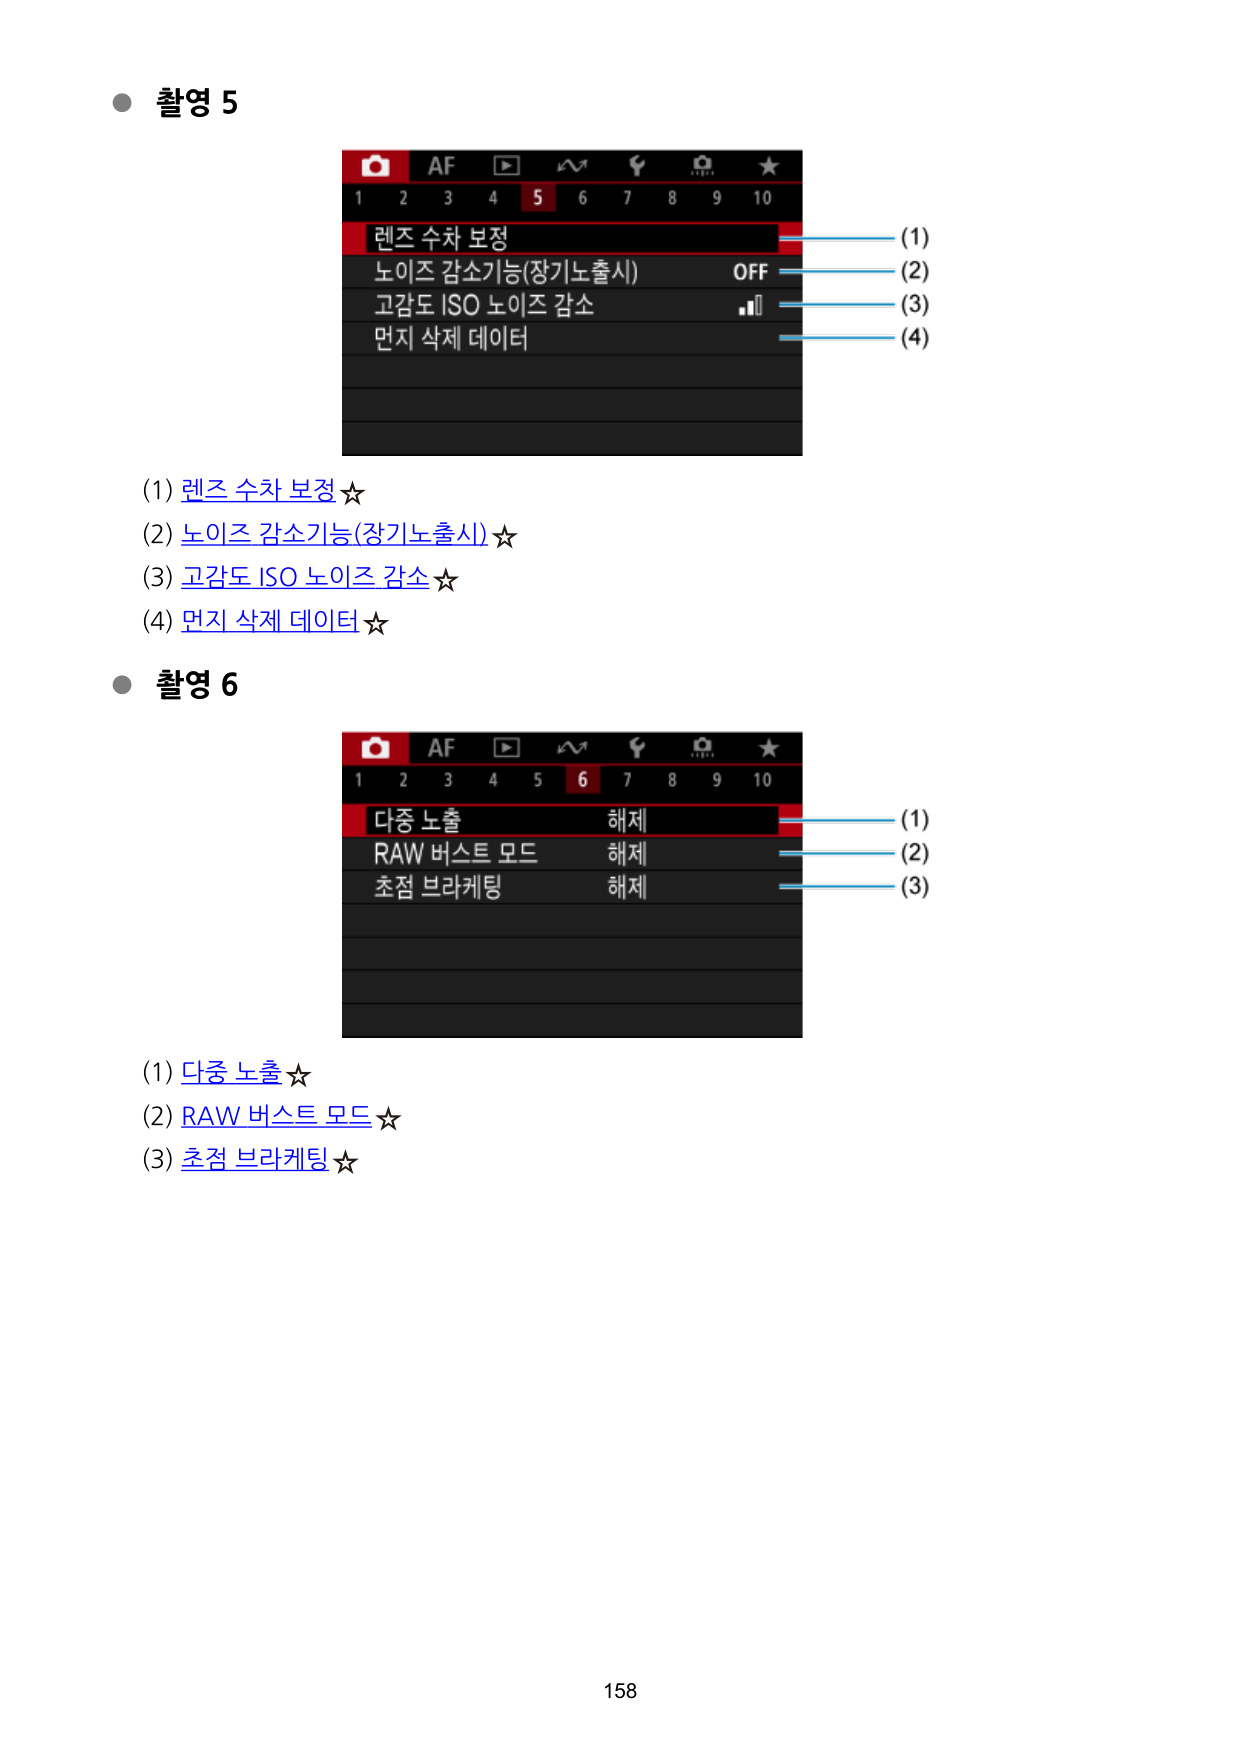 ● 촬영 5
AF
1 2 3 4 5 6 7 8 9 10
렌즈 수차 보정 (1)
노이즈 감소기능(장기노출시) OFF (2)
고감도 ISO 노이즈 감소 (3)
먼지 삭제 데이터 (4)
(1) 렌즈 수차 보정☆
(2) 노이즈 감소기능(장기노출시)☆
(3) 고감도 ISO 노이즈 감소☆
(4) 먼지 삭제 데이터☆
● 촬영 6
AF
1 2 3 4 5 6 7 8 9 10
다중 노출 해제 (1)
RAW 버스트 모드 해제 (2)
초점 브라케팅 해제 (3)
(1) 다중 노출☆
(2) RAW 버스트 모드☆
(3) 초점 브라케팅☆
158